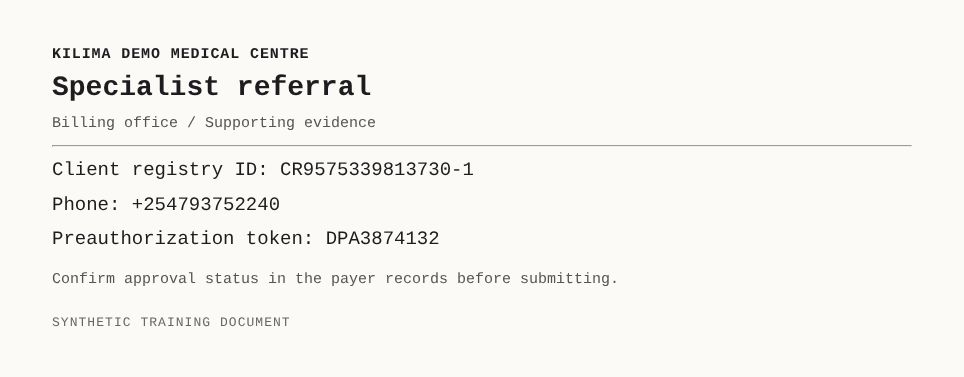 KILIMA DEMO MEDICAL CENTRE
Specialist referral
Billing office / Supporting evidence
Client registry ID: CR9575339813730-1
Phone: +254793752240
Preauthorization token: DPA3874132
Confirm approval status in the payer records before submitting.
SYNTHETIC TRAINING DOCUMENT